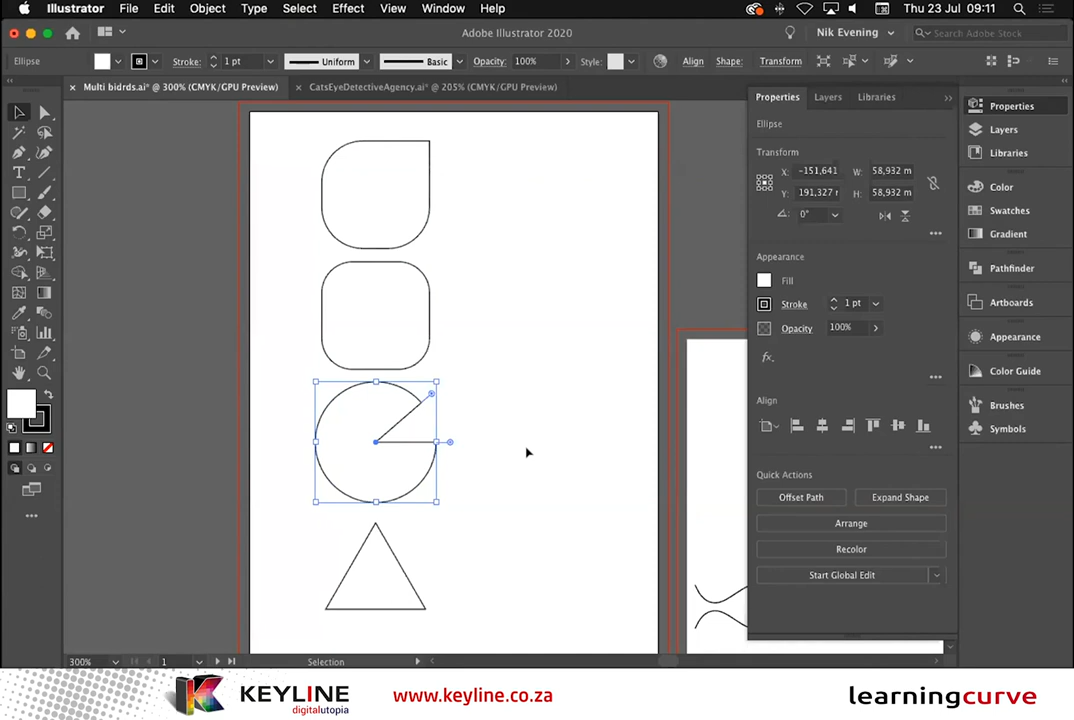 Illustrator File Edit Object Type Select Effect View Window Help Thu 23 Jul 09:11
Adobe Illustrator 2020 Nik Evening Search Adobe Stock
Ellipse Stroke: 1 pt Uniform Basic Opacity: 100% Style: Align Shape: Transform
× Multi bidrds.ai* @ 300% (CMYK/GPU Preview) × CatsEyeDetectiveAgency.ai* @ 205% (CMYK/GPU Preview)
Properties Layers Libraries
Properties
Ellipse
Layers
Transform
Libraries
X: -151,641 W: 58,932 m
Y: 191,327 H: 58,932 m
0°
Color
Swatches
Gradient
Appearance
Pathfinder
Fill
Stroke 1 pt
Artboards
Opacity 100%
Appearance
fx.
Color Guide
Align
Brushes
Symbols
Quick Actions
Offset Path Expand Shape
Arrange
Recolor
Start Global Edit
300% 1 Selection
KEYLINE
digitalutopia
www.keyline.co.za
learningcurve